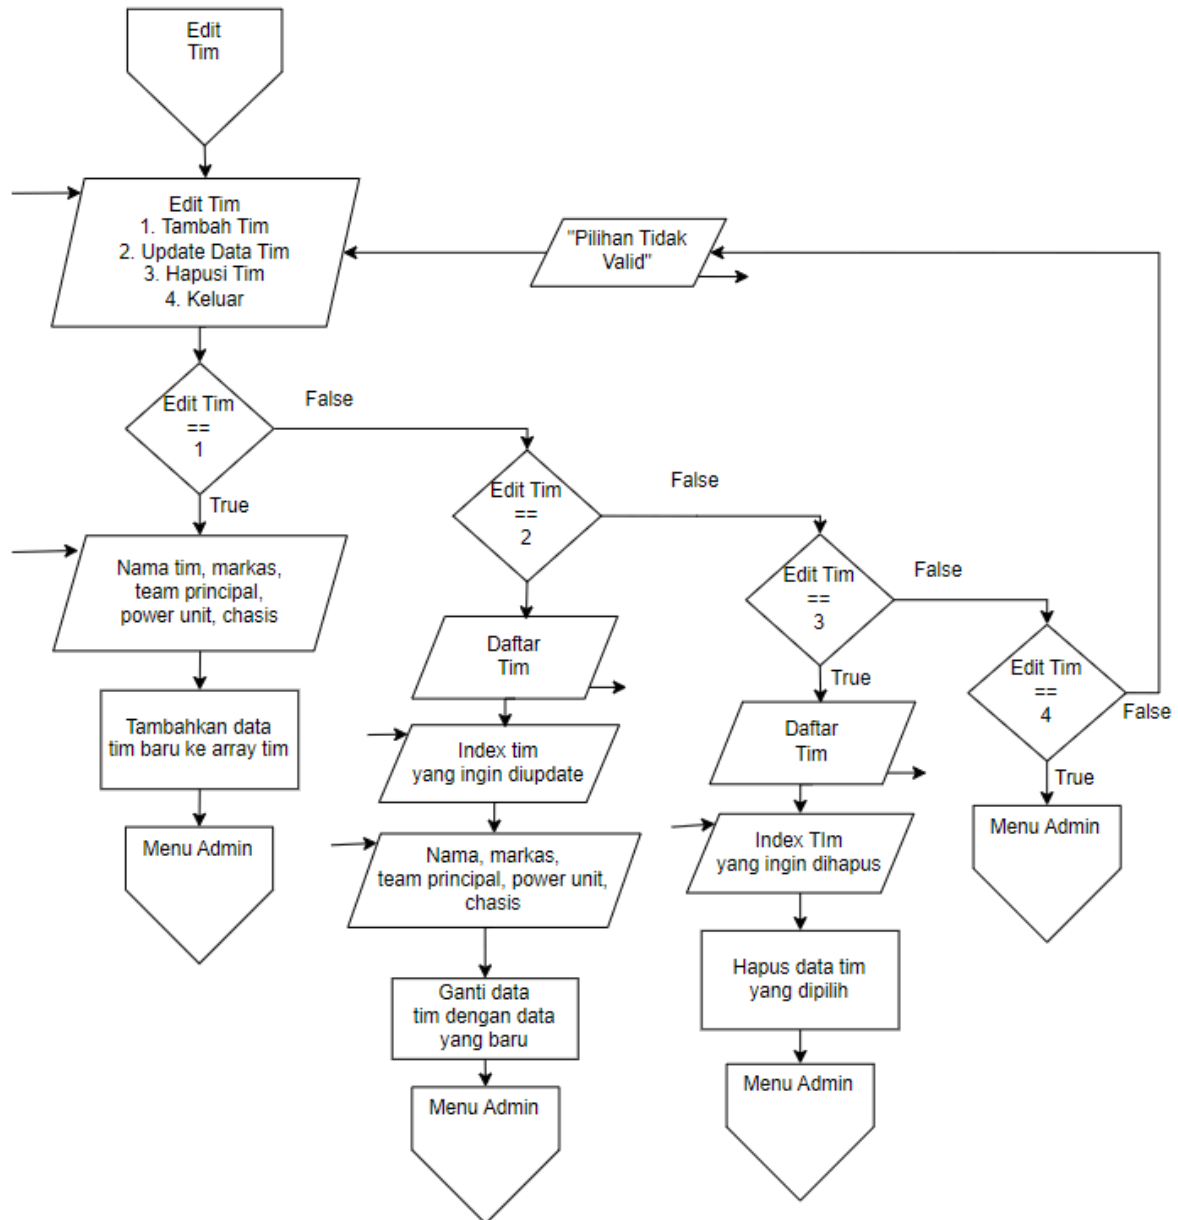 Edit
Tim
Edit Tim
1. Tambah Tim
2. Update Data Tim
3. Hapusi Tim
4. Keluar
"Pilihan Tidak
Valid"
Edit Tim
==
1
False
True
Nama tim, markas,
team principal,
power unit, chasis
Tambahkan data
tim baru ke array tim
Menu Admin
Edit Tim
==
2
False
Daftar
Tim
Index tim
yang ingin diupdate
Nama, markas,
team principal, power unit,
chasis
Ganti data
tim dengan data
yang baru
Menu Admin
Edit Tim
==
3
False
True
Daftar
Tim
Index TIm
yang ingin dihapus
Hapus data tim
yang dipilih
Menu Admin
Edit Tim
==
4
False
True
Menu Admin